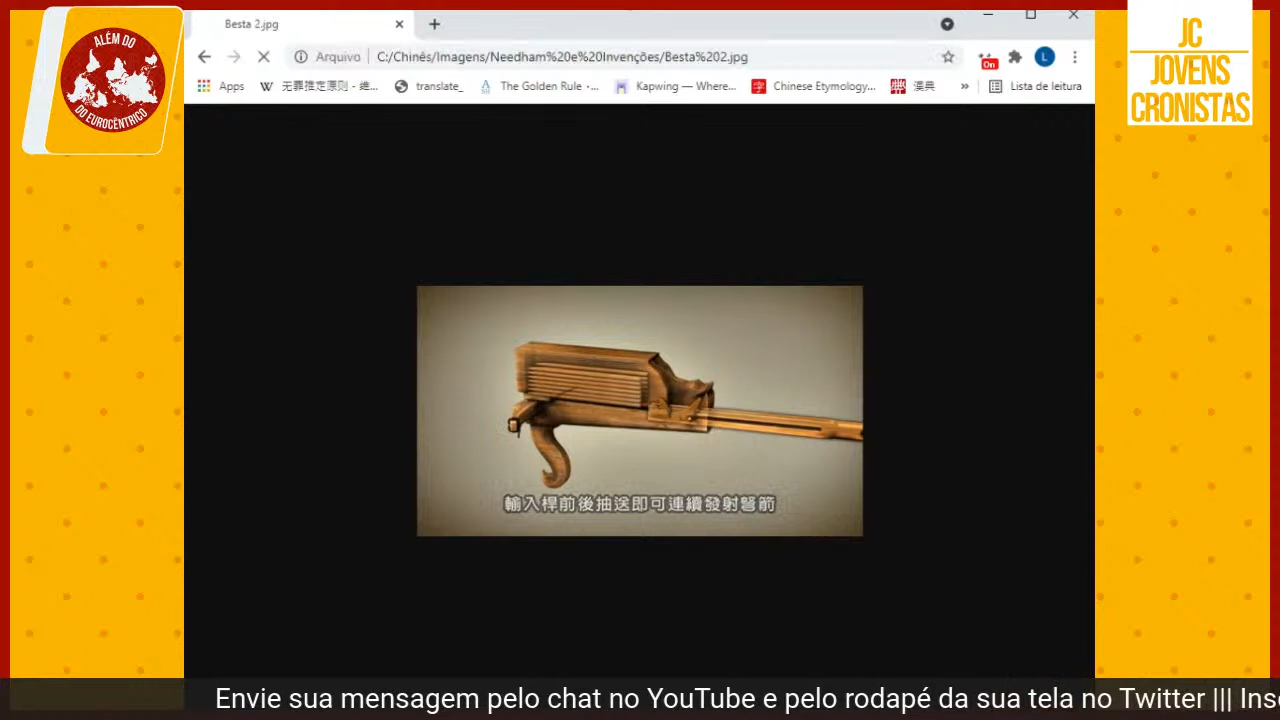 ALÉM DO
DO EUROCÊNTRICO
Besta 2.jpg
Arquivo
C:/Chinês/Imagens/Needham%20e%20Invenções/Besta%202.jpg
On
L
Apps
W
无罪推定原则 - 维...
translate_
The Golden Rule ·...
Kapwing — Where...
字
Chinese Etymology...
漢典
»
Lista de leitura
JC
JOVENS
CRONISTAS
輸入桿前後抽送即可連續發射弩箭
Envie sua mensagem pelo chat no YouTube e pelo rodapé da sua tela no Twitter ||| Ins